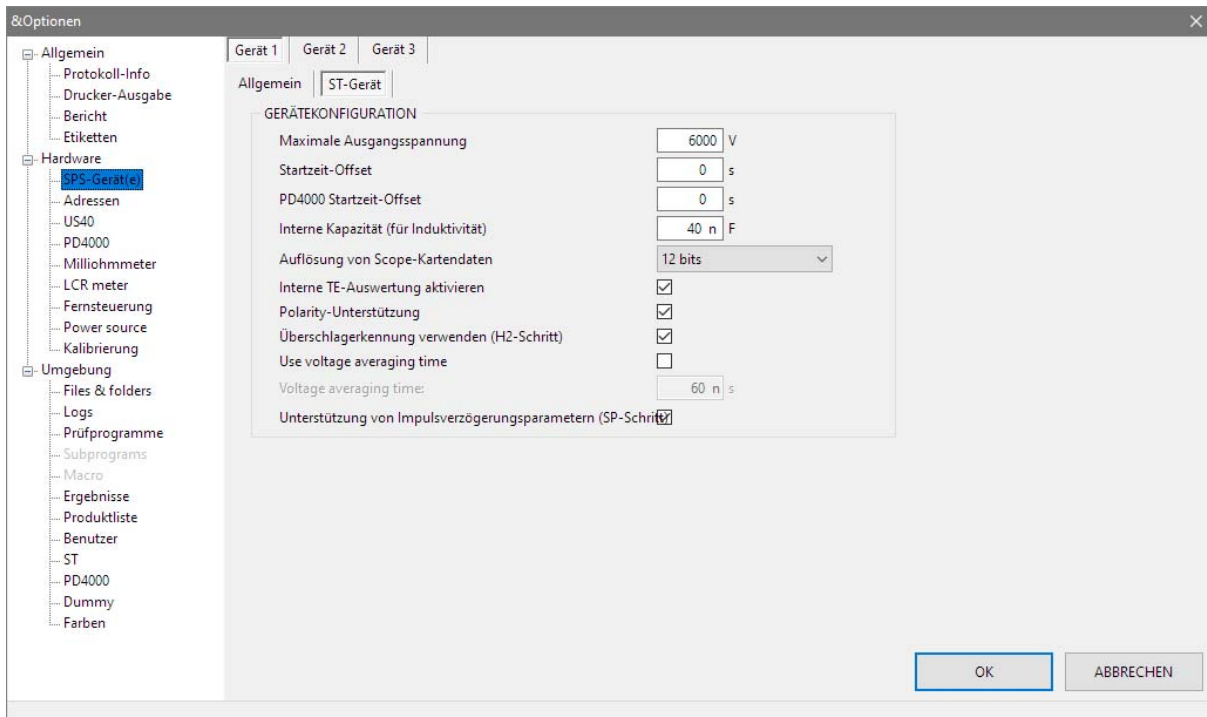 &Optionen
Allgemein
Protokoll-Info
Drucker-Ausgabe
Bericht
Etiketten
Hardware
SPS-Gerät(e)
Adressen
US40
PD4000
Milliohmmeter
LCR meter
Fernsteuerung
Power source
Kalibrierung
Umgebung
Files & folders
Logs
Prüfprogramme
Subprograms
Macro
Ergebnisse
Produktliste
Benutzer
ST
PD4000
Dummy
Farben
Gerät 1 Gerät 2 Gerät 3
Allgemein ST-Gerät
GERÄTEKONFIGURATION
Maximale Ausgangsspannung 6000 V
Startzeit-Offset 0 s
PD4000 Startzeit-Offset 0 s
Interne Kapazität (für Induktivität) 40 n F
Auflösung von Scope-Kartendaten 12 bits
Interne TE-Auswertung aktivieren
Polarity-Unterstützung
Überschlagerkennung verwenden (H2-Schritt)
Use voltage averaging time
Voltage averaging time: 60 n s
Unterstützung von Impulsverzögerungsparametern (SP-Schritt)
OK ABBRECHEN